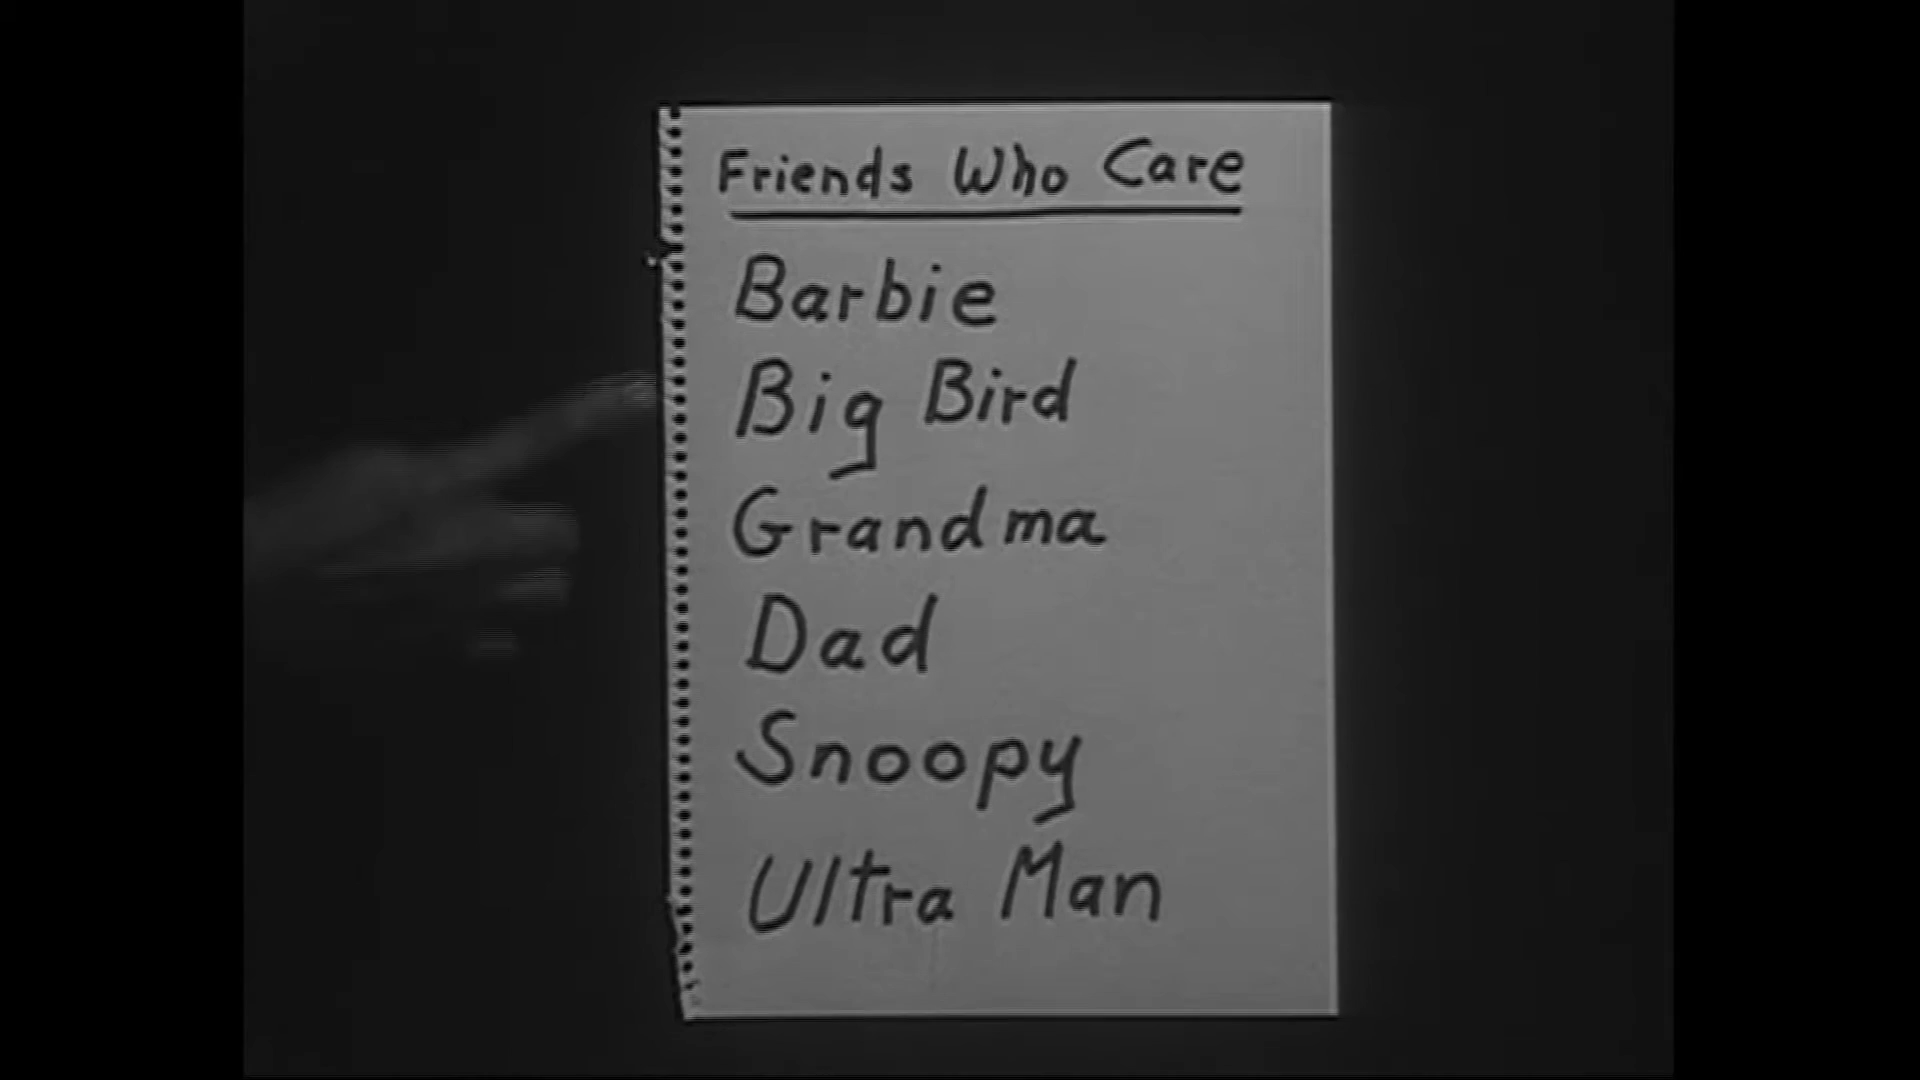 Friends Who Care
Barbie
Big Bird
Grandma
Dad
Snoopy
Ultra Man